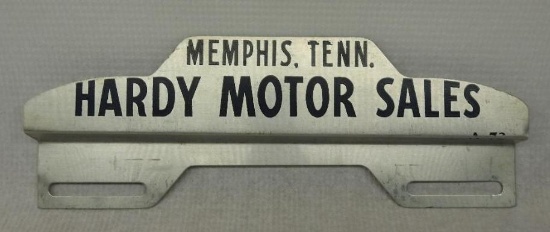 MEMPHIS, TENN.
HARDY MOTOR SALES